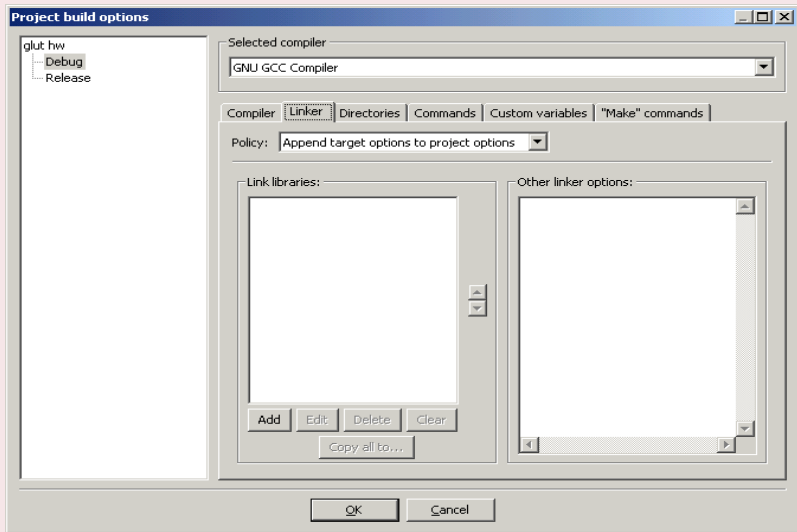 Project build options
glut hw
Debug
Release
Selected compiler
GNU GCC Compiler
Compiler Linker Directories Commands Custom variables "Make" commands
Policy: Append target options to project options
Link libraries:
Other linker options:
Add Edit Delete Clear
Copy all to...
OK Cancel